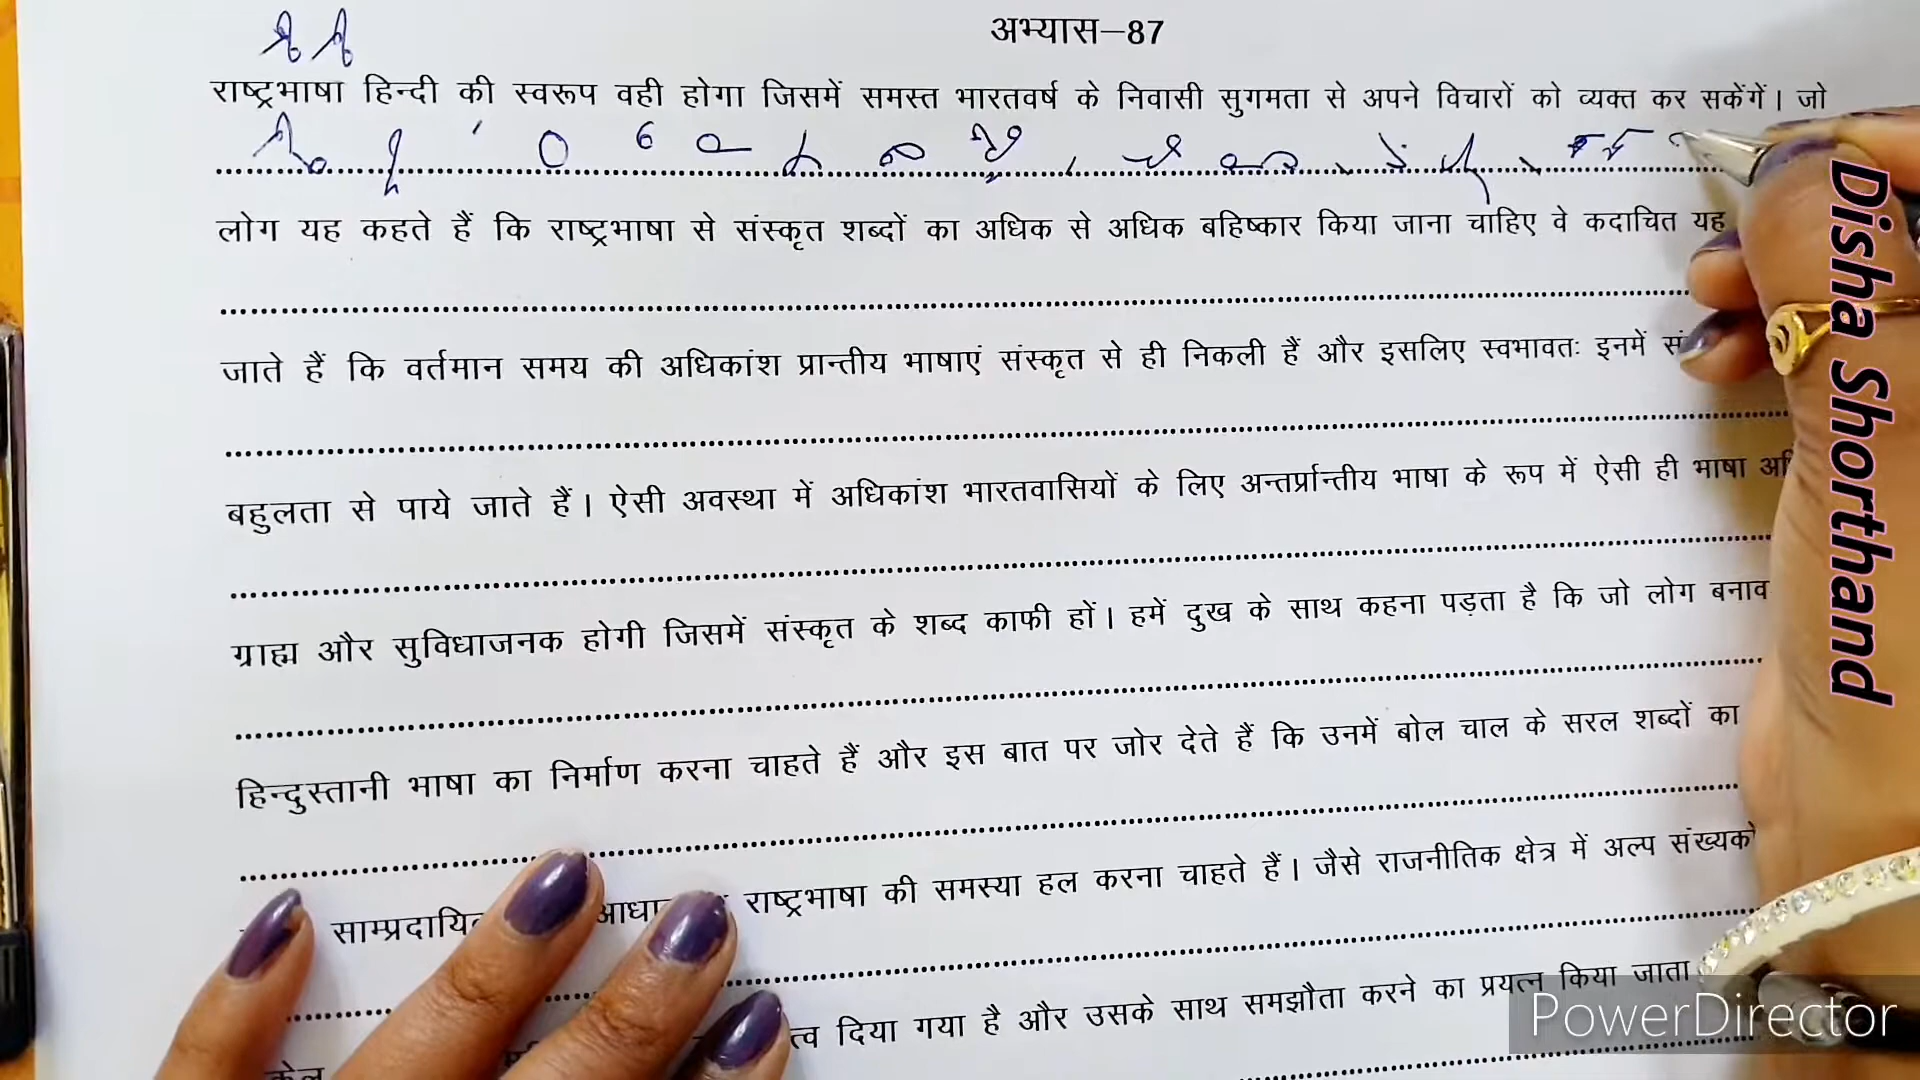 अभ्यास–87
राष्ट्रभाषा हिन्दी की स्वरूप वही होगा जिसमें समस्त भारतवर्ष के निवासी सुगमता से अपने विचारों को व्यक्त कर सकेंगें। जो
लोग यह कहते हैं कि राष्ट्रभाषा से संस्कृत शब्दों का अधिक से अधिक बहिष्कार किया जाना चाहिए वे कदाचित यह
जाते हैं कि वर्तमान समय की अधिकांश प्रान्तीय भाषाएं संस्कृत से ही निकली हैं और इसलिए स्वभावतः इनमें
बहुलता से पाये जाते हैं। ऐसी अवस्था में अधिकांश भारतवासियों के लिए अन्तर्प्रान्तीय भाषा के रूप में ऐसी ही भाषा
ग्राह्म और सुविधाजनक होगी जिसमें संस्कृत के शब्द काफी हों। हमें दुख के साथ कहना पड़ता है कि जो लोग
हिन्दुस्तानी भाषा का निर्माण करना चाहते हैं और इस बात पर जोर देते हैं कि उनमें बोल चाल के सरल शब्दों का
राष्ट्रभाषा की समस्या हल करना चाहते हैं। जैसे राजनीतिक क्षेत्र में अल्प
दिया गया है और उसके साथ समझौता करने का प्रयत्न किया जाता
Disha Shorthand
PowerDirector